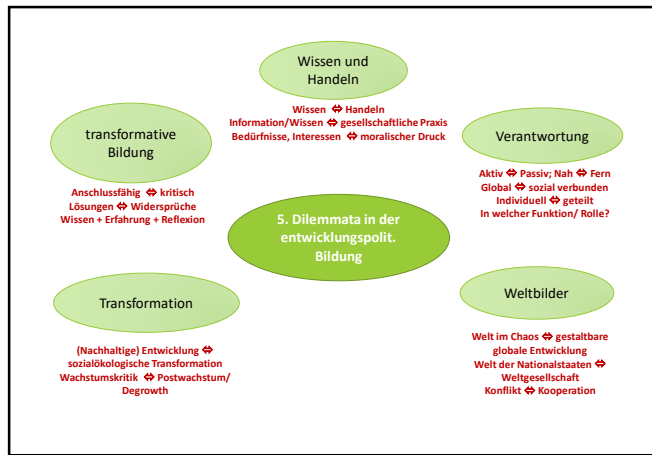 Wissen und
Handeln
Wissen ⇔ Handeln
Information/Wissen ⇔ gesellschaftliche Praxis
Bedürfnisse, Interessen ⇔ moralischer Druck
transformative
Bildung
Anschlussfähig ⇔ kritisch
Lösungen ⇔ Widersprüche
Wissen + Erfahrung + Reflexion
Verantwortung
Aktiv ⇔ Passiv; Nah ⇔ Fern
Global ⇔ sozial verbunden
Individuell ⇔ geteilt
In welcher Funktion/ Rolle?
5. Dilemmata in der
entwicklungspolit.
Bildung
Transformation
(Nachhaltige) Entwicklung ⇔
sozialökologische Transformation
Wachstumskritik ⇔ Postwachstum/
Degrowth
Weltbilder
Welt im Chaos ⇔ gestaltbare
globale Entwicklung
Welt der Nationalstaaten ⇔
Weltgesellschaft
Konflikt ⇔ Kooperation